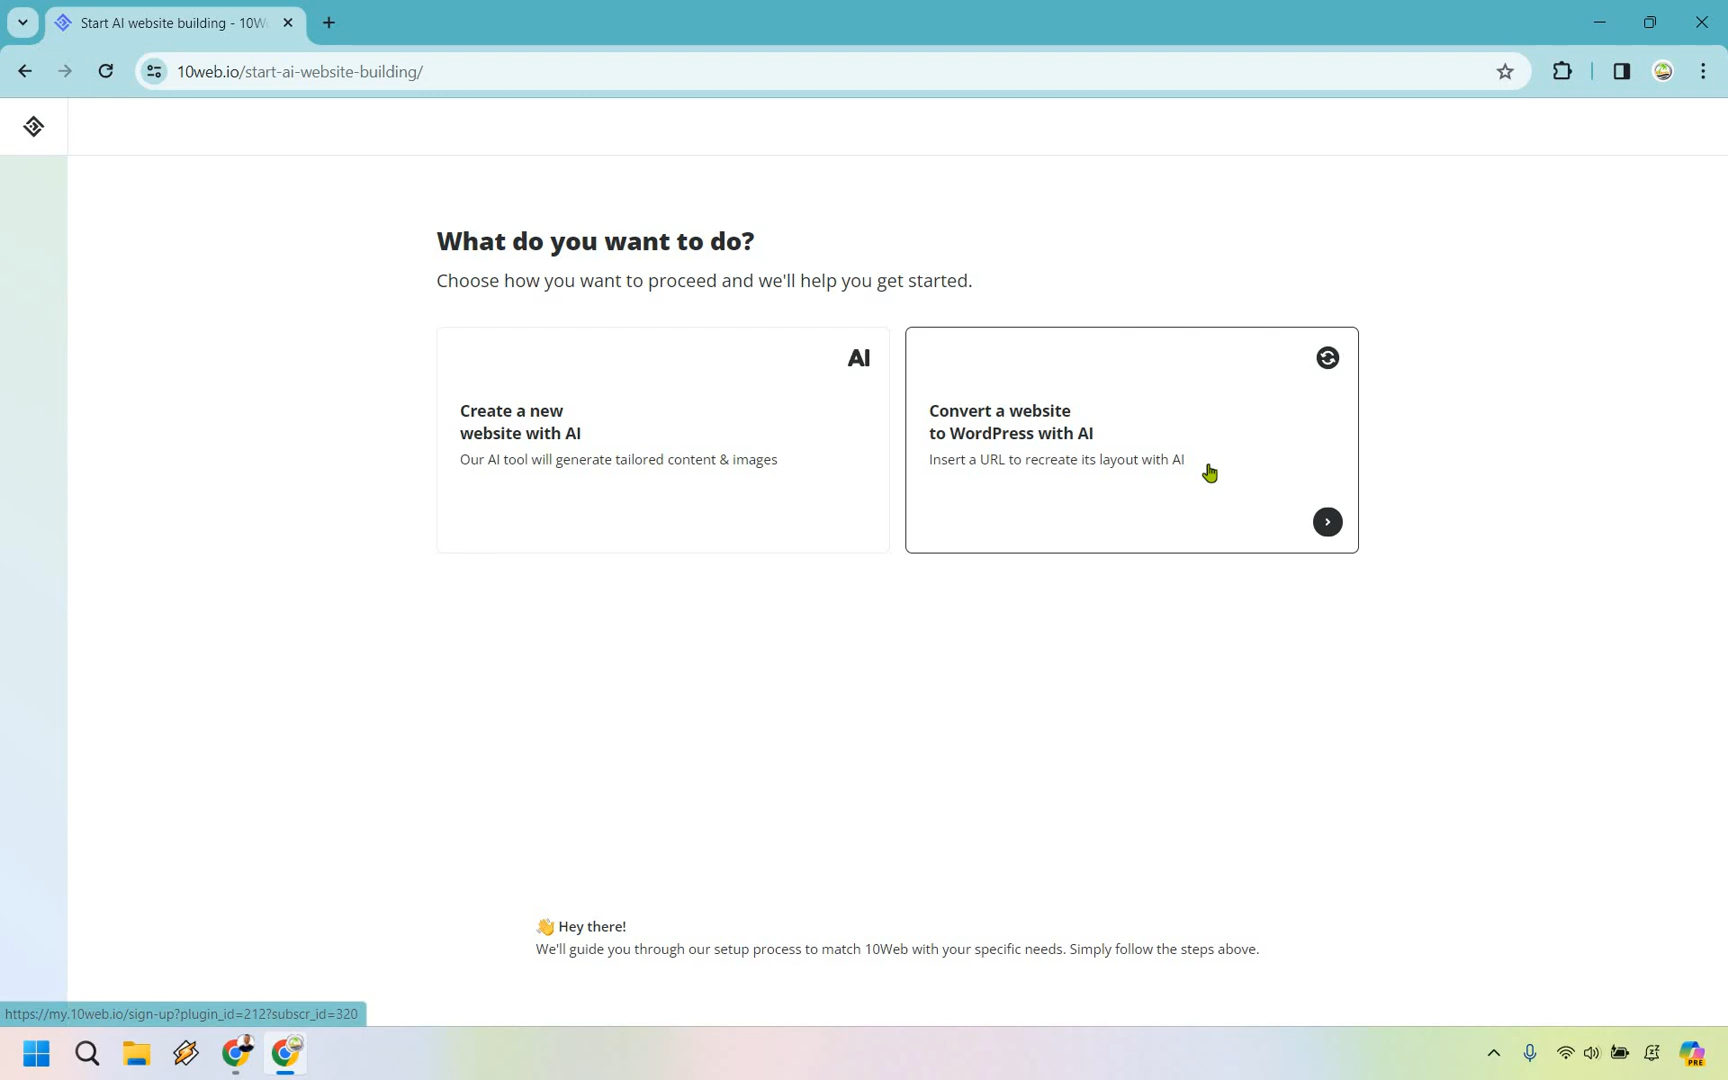 Start AI website building - 10W
10web.io/start-ai-website-building/
What do you want to do?
Choose how you want to proceed and we'll help you get started.
AI
Create a new
website with AI
Our AI tool will generate tailored content & images
Convert a website
to WordPress with AI
Insert a URL to recreate its layout with AI
👋 Hey there!
We'll guide you through our setup process to match 10Web with your specific needs. Simply follow the steps above.
https://my.10web.io/sign-up?plugin_id=212?subscr_id=320
PRE